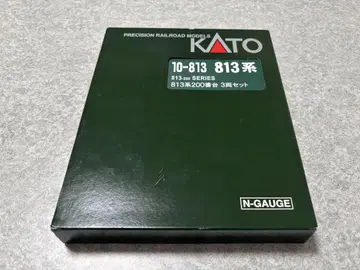 PRECISION RAILROAD MODELS
KATO
10-813 813系
813-200 SERIES
813系200番台 3両セット
N-GAUGE